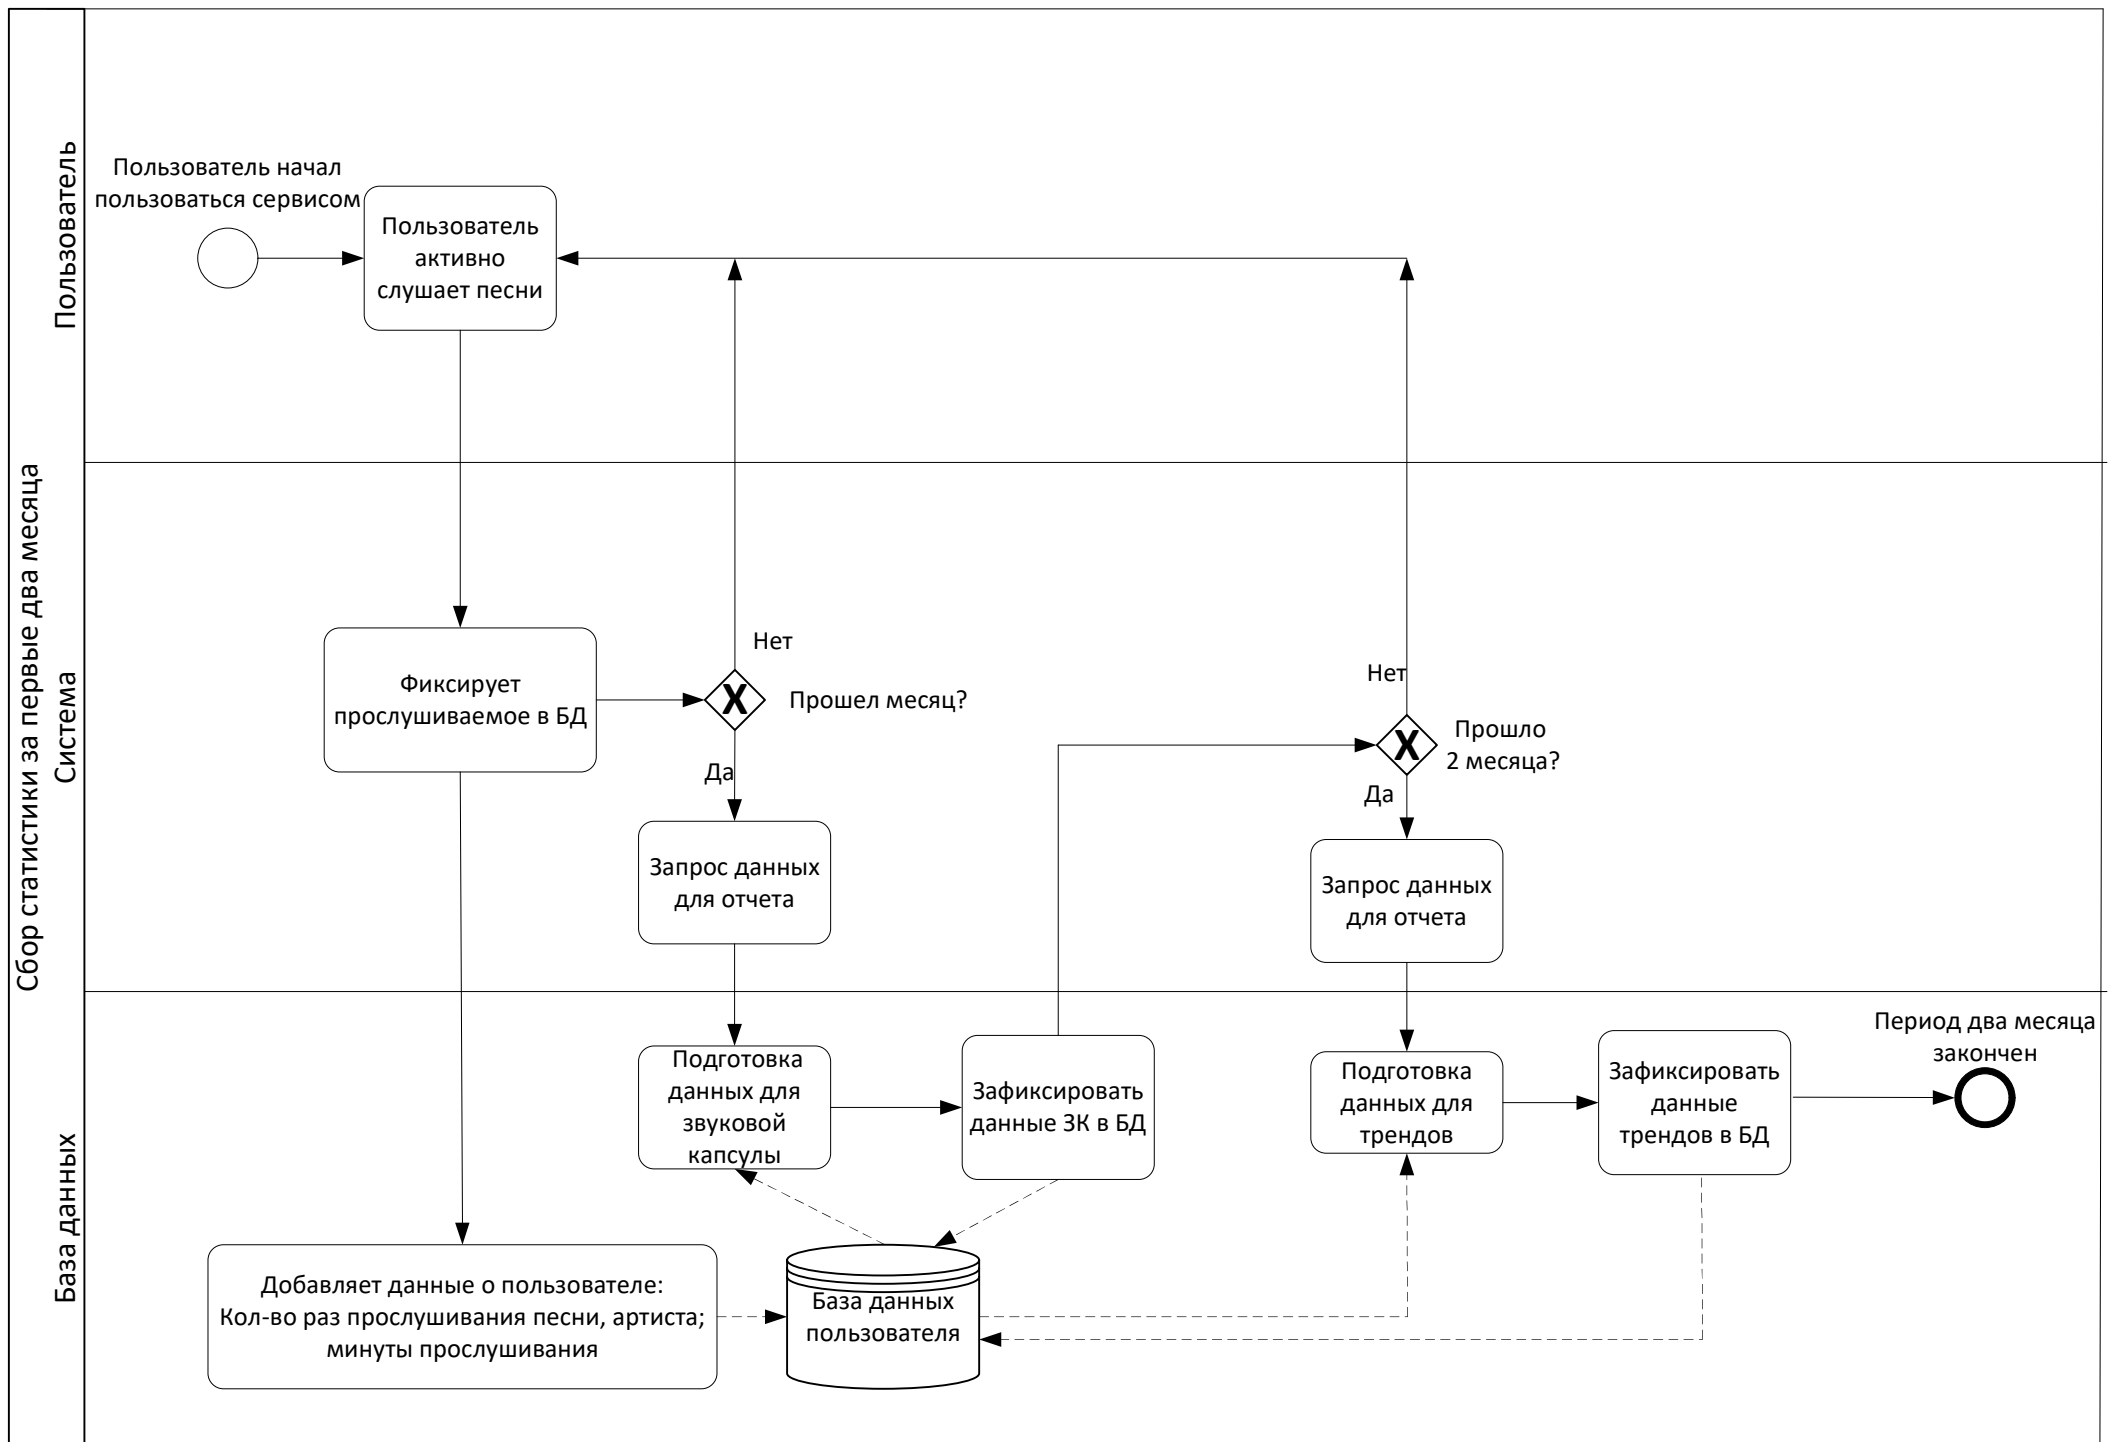 Сбор статистики за первые два месяца
Пользователь
Пользователь начал
пользоваться сервисом
Пользователь
активно
слушает песни
Система
Фиксирует
прослушиваемое в БД
Нет
X
Прошел месяц?
Да
Запрос данных
для отчета
Нет
X
Прошло
2 месяца?
Да
Запрос данных
для отчета
База данных
Подготовка
данных для
звуковой
капсулы
Зафиксировать
данные ЗК в БД
Подготовка
данных для
трендов
Зафиксировать
данные
трендов в БД
Период два месяца
закончен
Добавляет данные о пользователе:
Кол-во раз прослушивания песни, артиста;
минуты прослушивания
База данных
пользователя